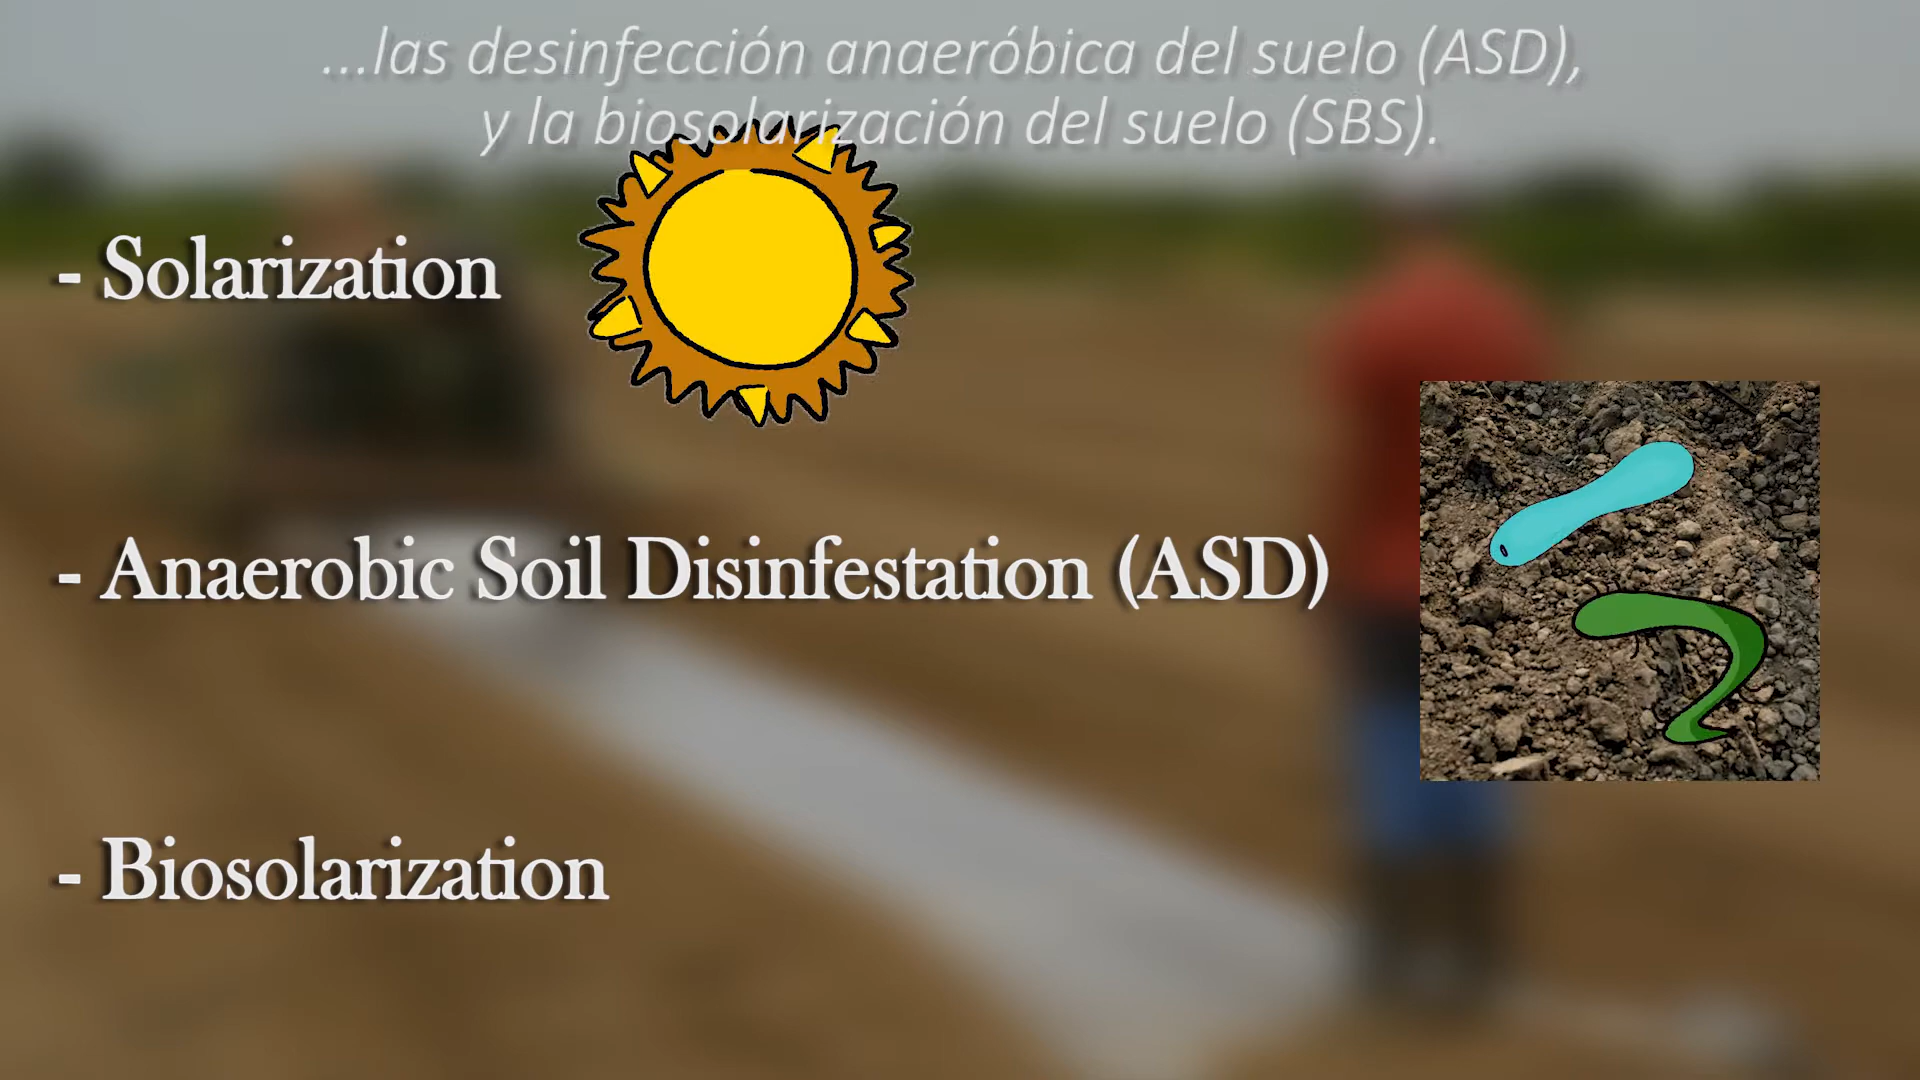 ...las desinfección anaeróbica del suelo (ASD),
y la biosolarización del suelo (SBS).
- Solarization
- Anaerobic Soil Disinfestation (ASD)
- Biosolarization